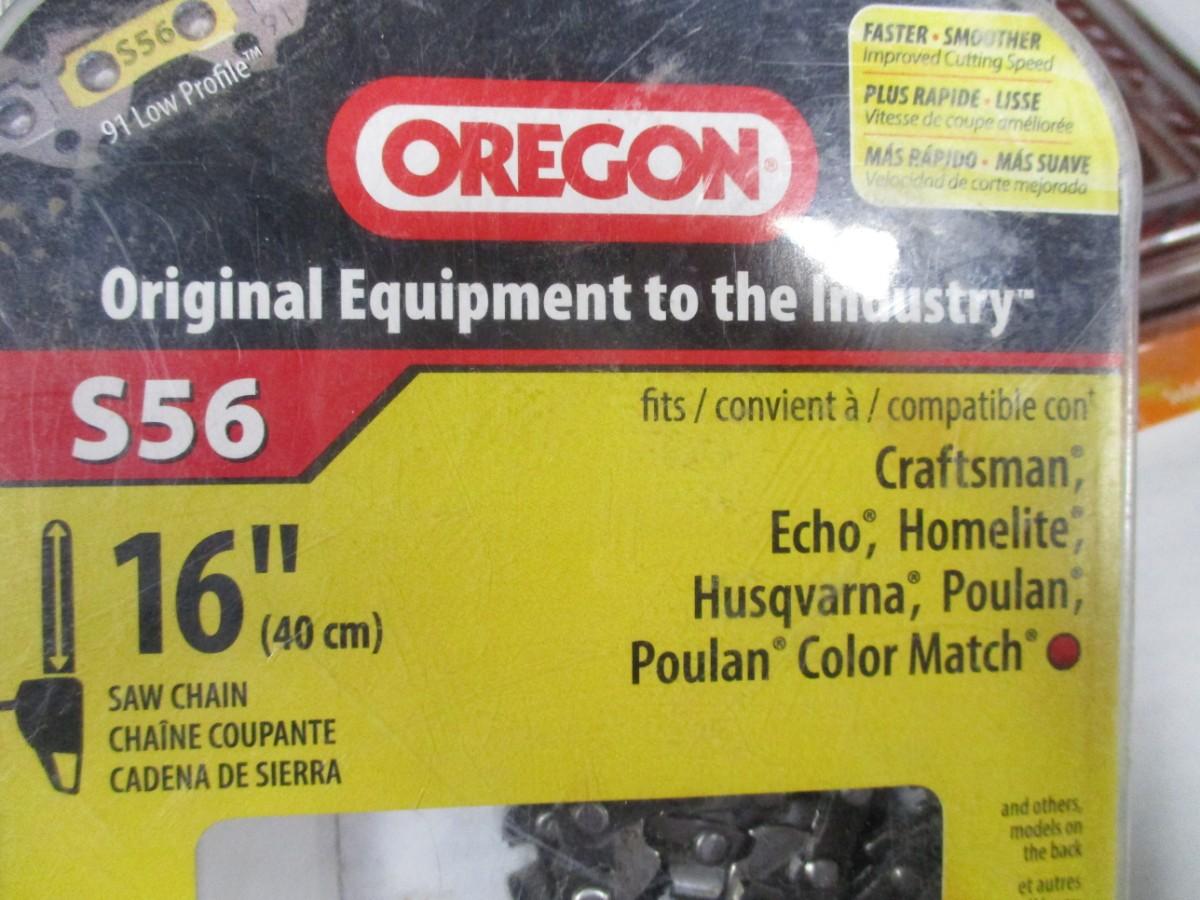 S56
91
91 Low Profile™
OREGON®
FASTER • SMOOTHER
Improved Cutting Speed
PLUS RAPIDE • LISSE
Vitesse de coupe améliorée
MÁS RÁPIDO • MÁS SUAVE
Velocidad de corte mejorada
Original Equipment to the Industry™
S56
fits / convient à / compatible con†
Craftsman®,
Echo®, Homelite®,
Husqvarna®, Poulan®,
Poulan® Color Match®
16"
(40 cm)
SAW CHAIN
CHAÎNE COUPANTE
CADENA DE SIERRA
and others,
models on
the back
et autres